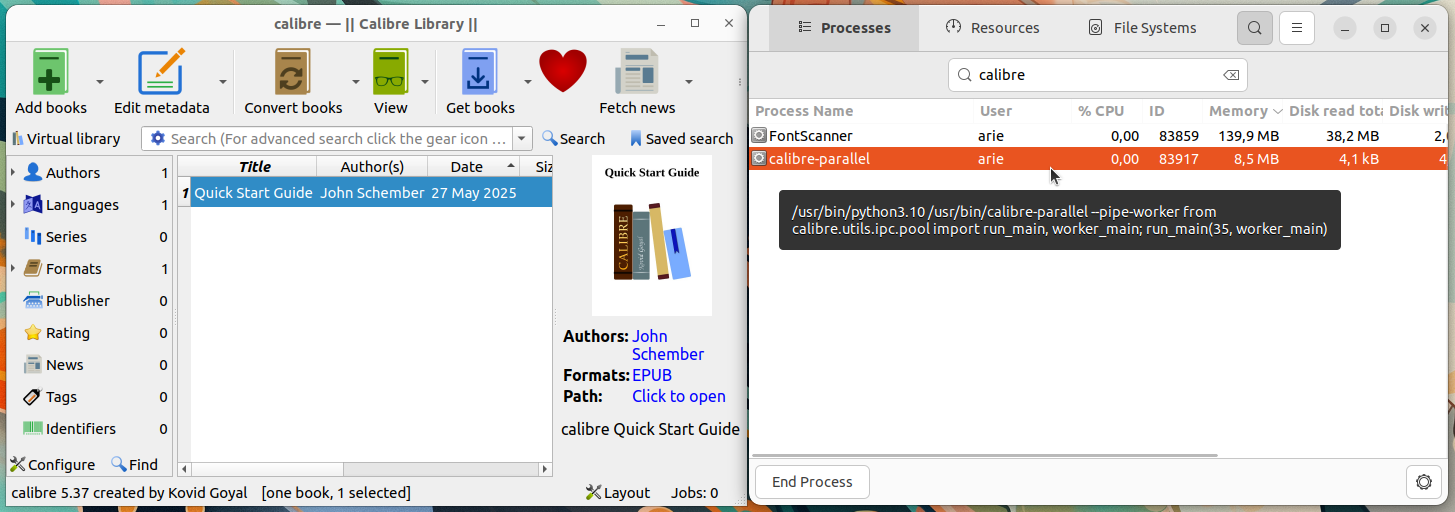 calibre — || Calibre Library ||
Add books
Edit metadata
Convert books
View
Get books
Fetch news
Virtual library
Search (For advanced search click the gear icon ...
Search
Saved search
Authors 1
Languages 1
Series 0
Formats 1
Publisher 0
Rating 0
News 0
Tags 0
Identifiers 0
Configure Find
Title Author(s) Date Siz
1 Quick Start Guide John Schember 27 May 2025
Quick Start Guide
CALIBRE
Kovid Goyal
Authors: John
Schember
Formats: EPUB
Path: Click to open
calibre Quick Start Guide
calibre 5.37 created by Kovid Goyal [one book, 1 selected]
Layout Jobs: 0
Processes Resources File Systems
calibre
Process Name User % CPU ID Memory Disk read tota Disk writ
FontScanner arie 0,00 83859 139,9 MB 38,2 MB 2,
calibre-parallel arie 0,00 83917 8,5 MB 4,1 kB 4
/usr/bin/python3.10 /usr/bin/calibre-parallel --pipe-worker from
calibre.utils.ipc.pool import run_main, worker_main; run_main(35, worker_main)
End Process